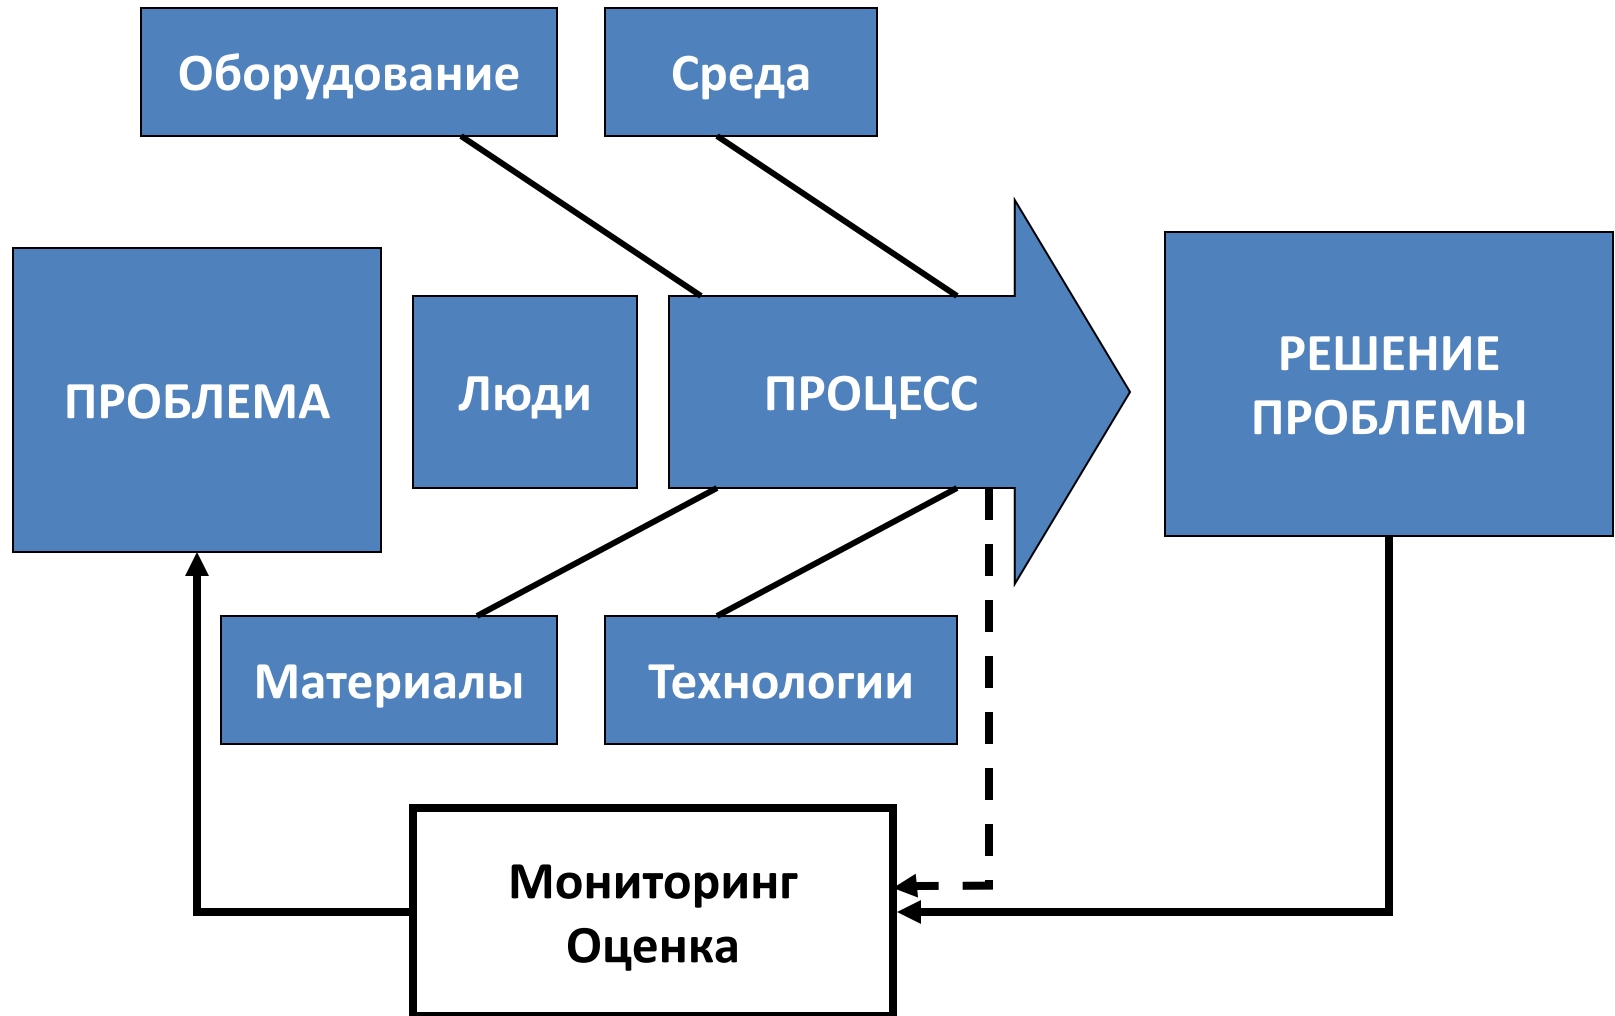 Оборудование
Среда
ПРОБЛЕМА
Люди
ПРОЦЕСС
РЕШЕНИЕ
ПРОБЛЕМЫ
Материалы
Технологии
Мониторинг
Оценка